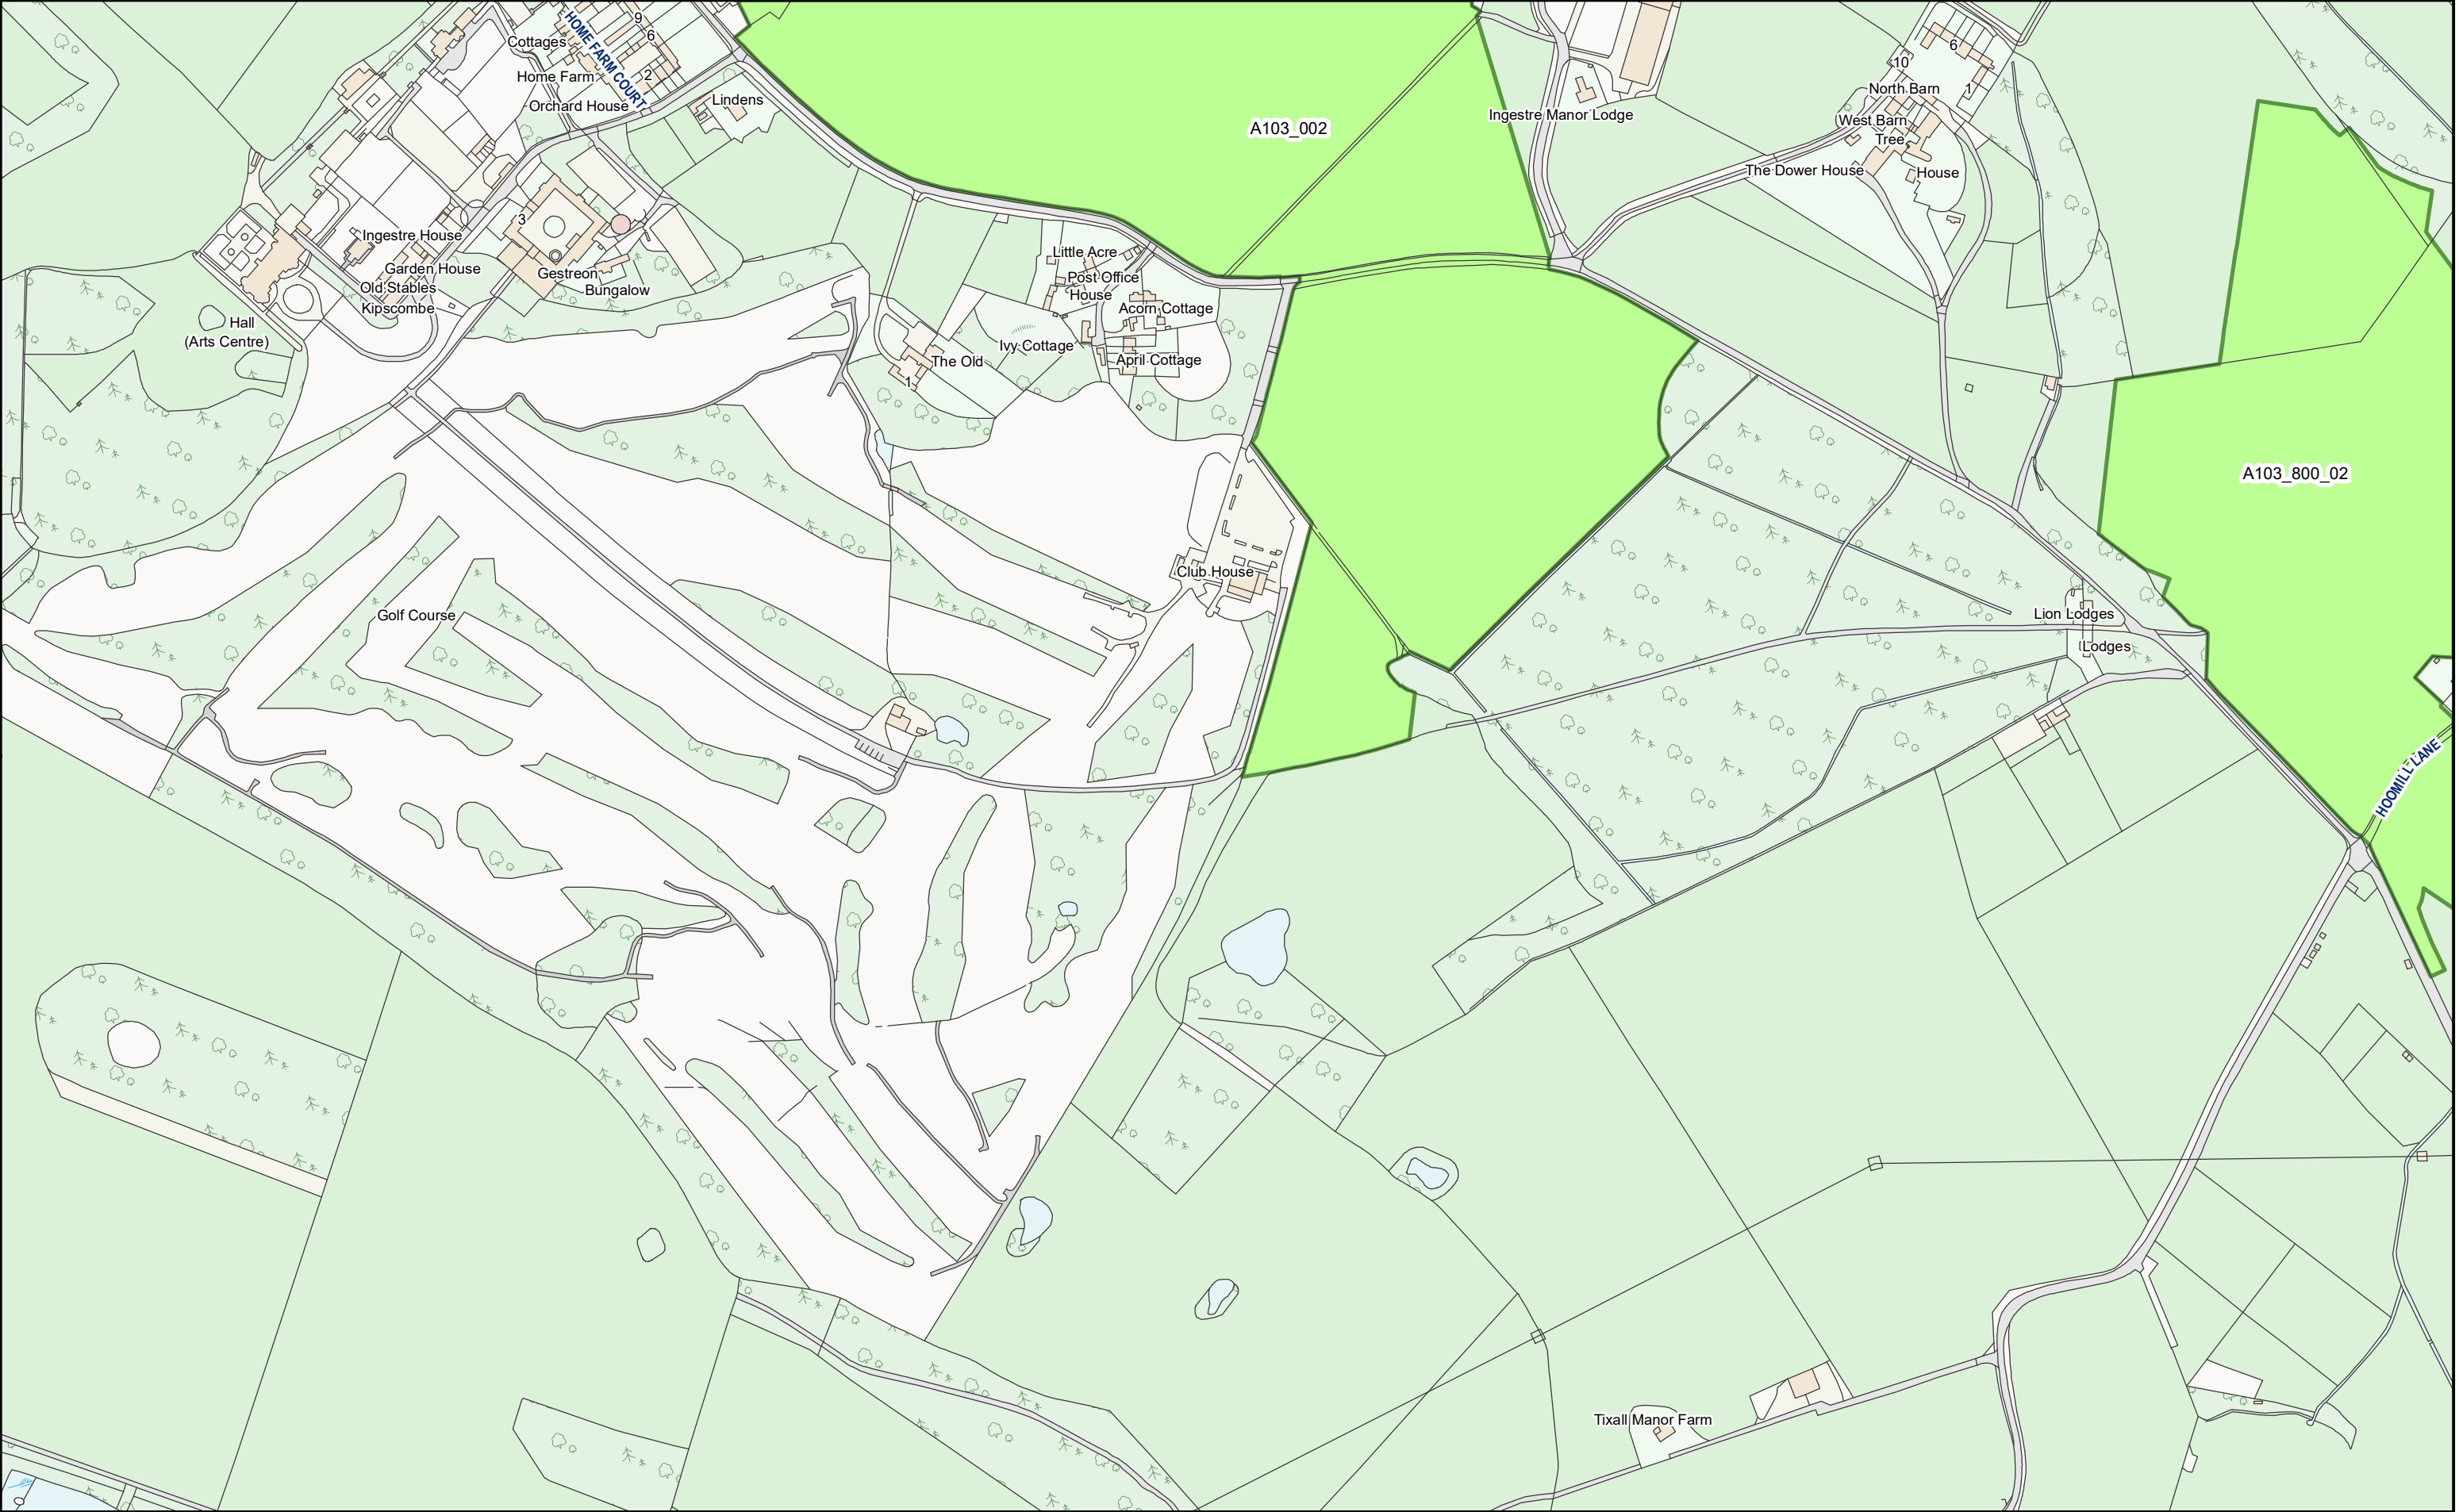 9
Cottages
HOME FARM COURT
6
Home Farm
2
Orchard House
Lindens
A103_002
Ingestre Manor Lodge
6
10
North Barn
1
West Barn
Tree
The Dower House
House
3
Ingestre House
Garden House
Gestreon
Old Stables
Bungalow
Kipscombe
Hall
(Arts Centre)
Little Acre
Post Office
House
Acorn Cottage
Ivy Cottage
The Old
April Cottage
1
A103_800_02
Club House
Golf Course
Lion Lodges
Lodges
HOOMILL LANE
Tixall Manor Farm